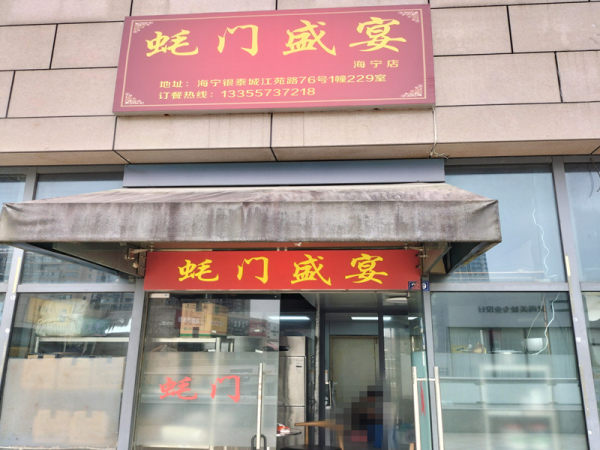 蚝门盛宴
海宁店
地址：海宁银泰城江苑路76号1幢229室
订餐热线：13355737218
蚝门盛宴
蚝门